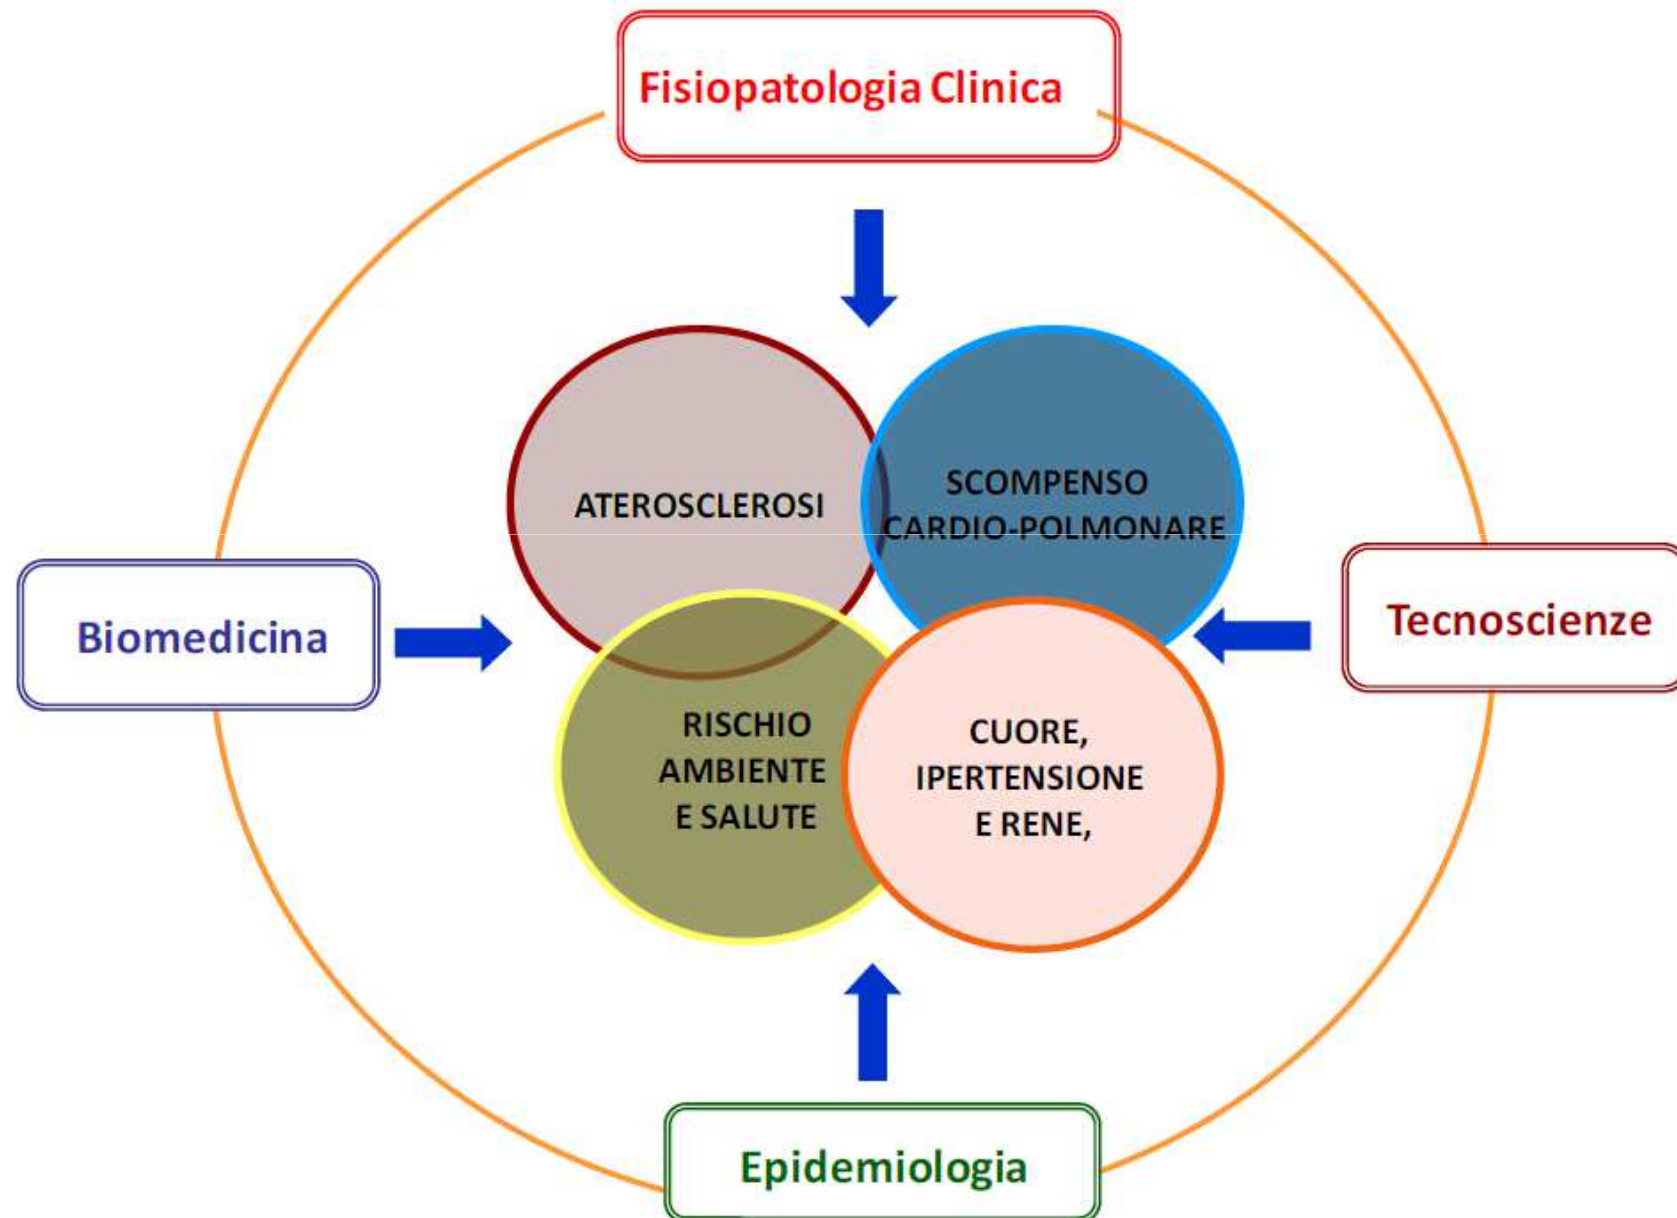 Fisiopatologia Clinica
ATEROSCLEROSI
SCOMPENSO
CARDIO-POLMONARE
Biomedicina
Tecnoscienze
RISCHIO
AMBIENTE
E SALUTE
CUORE,
IPERTENSIONE
E RENE,
Epidemiologia